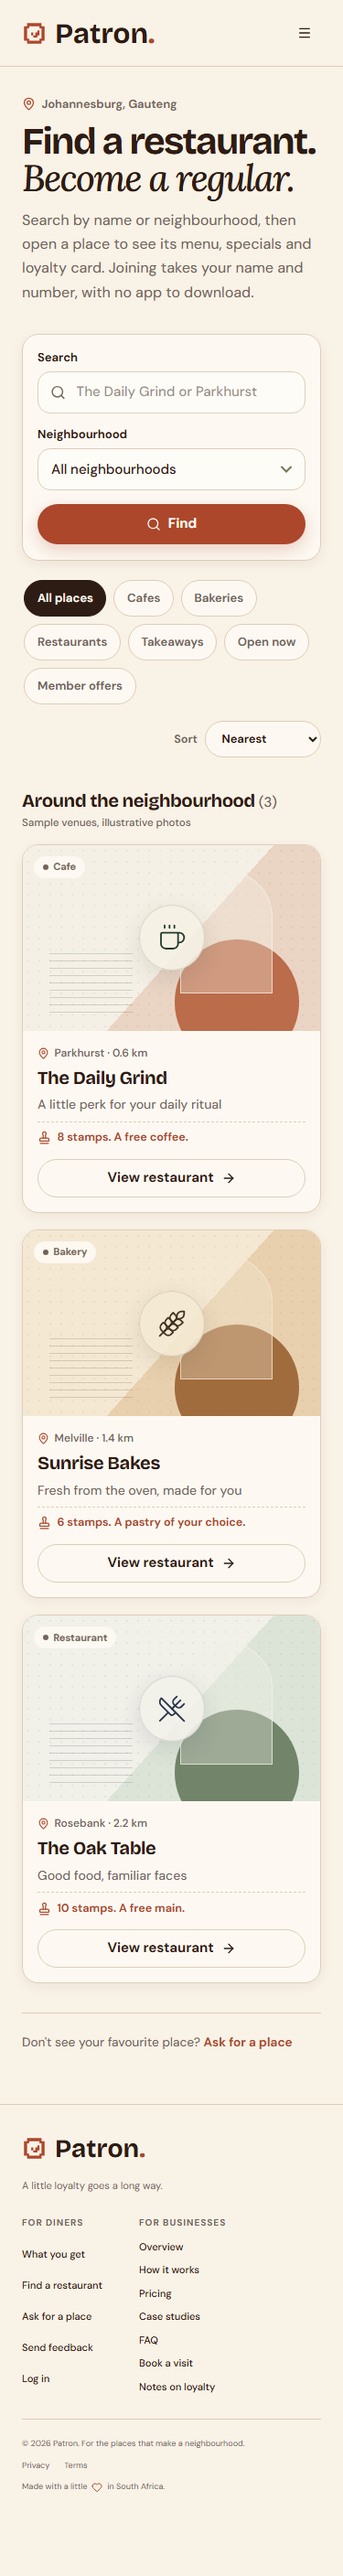 Patron.
Johannesburg, Gauteng
Find a restaurant.
Become a regular.
Search by name or neighbourhood, then
open a place to see its menu, specials and
loyalty card. Joining takes your name and
number, with no app to download.
Search
The Daily Grind or Parkhurst
Neighbourhood
All neighbourhoods
Find
All places
Cafes
Bakeries
Restaurants
Takeaways
Open now
Member offers
Sort
Nearest
Around the neighbourhood (3)
Sample venues, illustrative photos
Cafe
Parkhurst · 0.6 km
The Daily Grind
A little perk for your daily ritual
8 stamps. A free coffee.
View restaurant →
Bakery
Melville · 1.4 km
Sunrise Bakes
Fresh from the oven, made for you
6 stamps. A pastry of your choice.
View restaurant →
Restaurant
Rosebank · 2.2 km
The Oak Table
Good food, familiar faces
10 stamps. A free main.
View restaurant →
Don't see your favourite place? Ask for a place
Patron.
A little loyalty goes a long way.
FOR DINERS
What you get
Find a restaurant
Ask for a place
Send feedback
Log in
FOR BUSINESSES
Overview
How it works
Pricing
Case studies
FAQ
Book a visit
Notes on loyalty
© 2026 Patron. For the places that make a neighbourhood.
Privacy
Terms
Made with a little ♡ in South Africa.